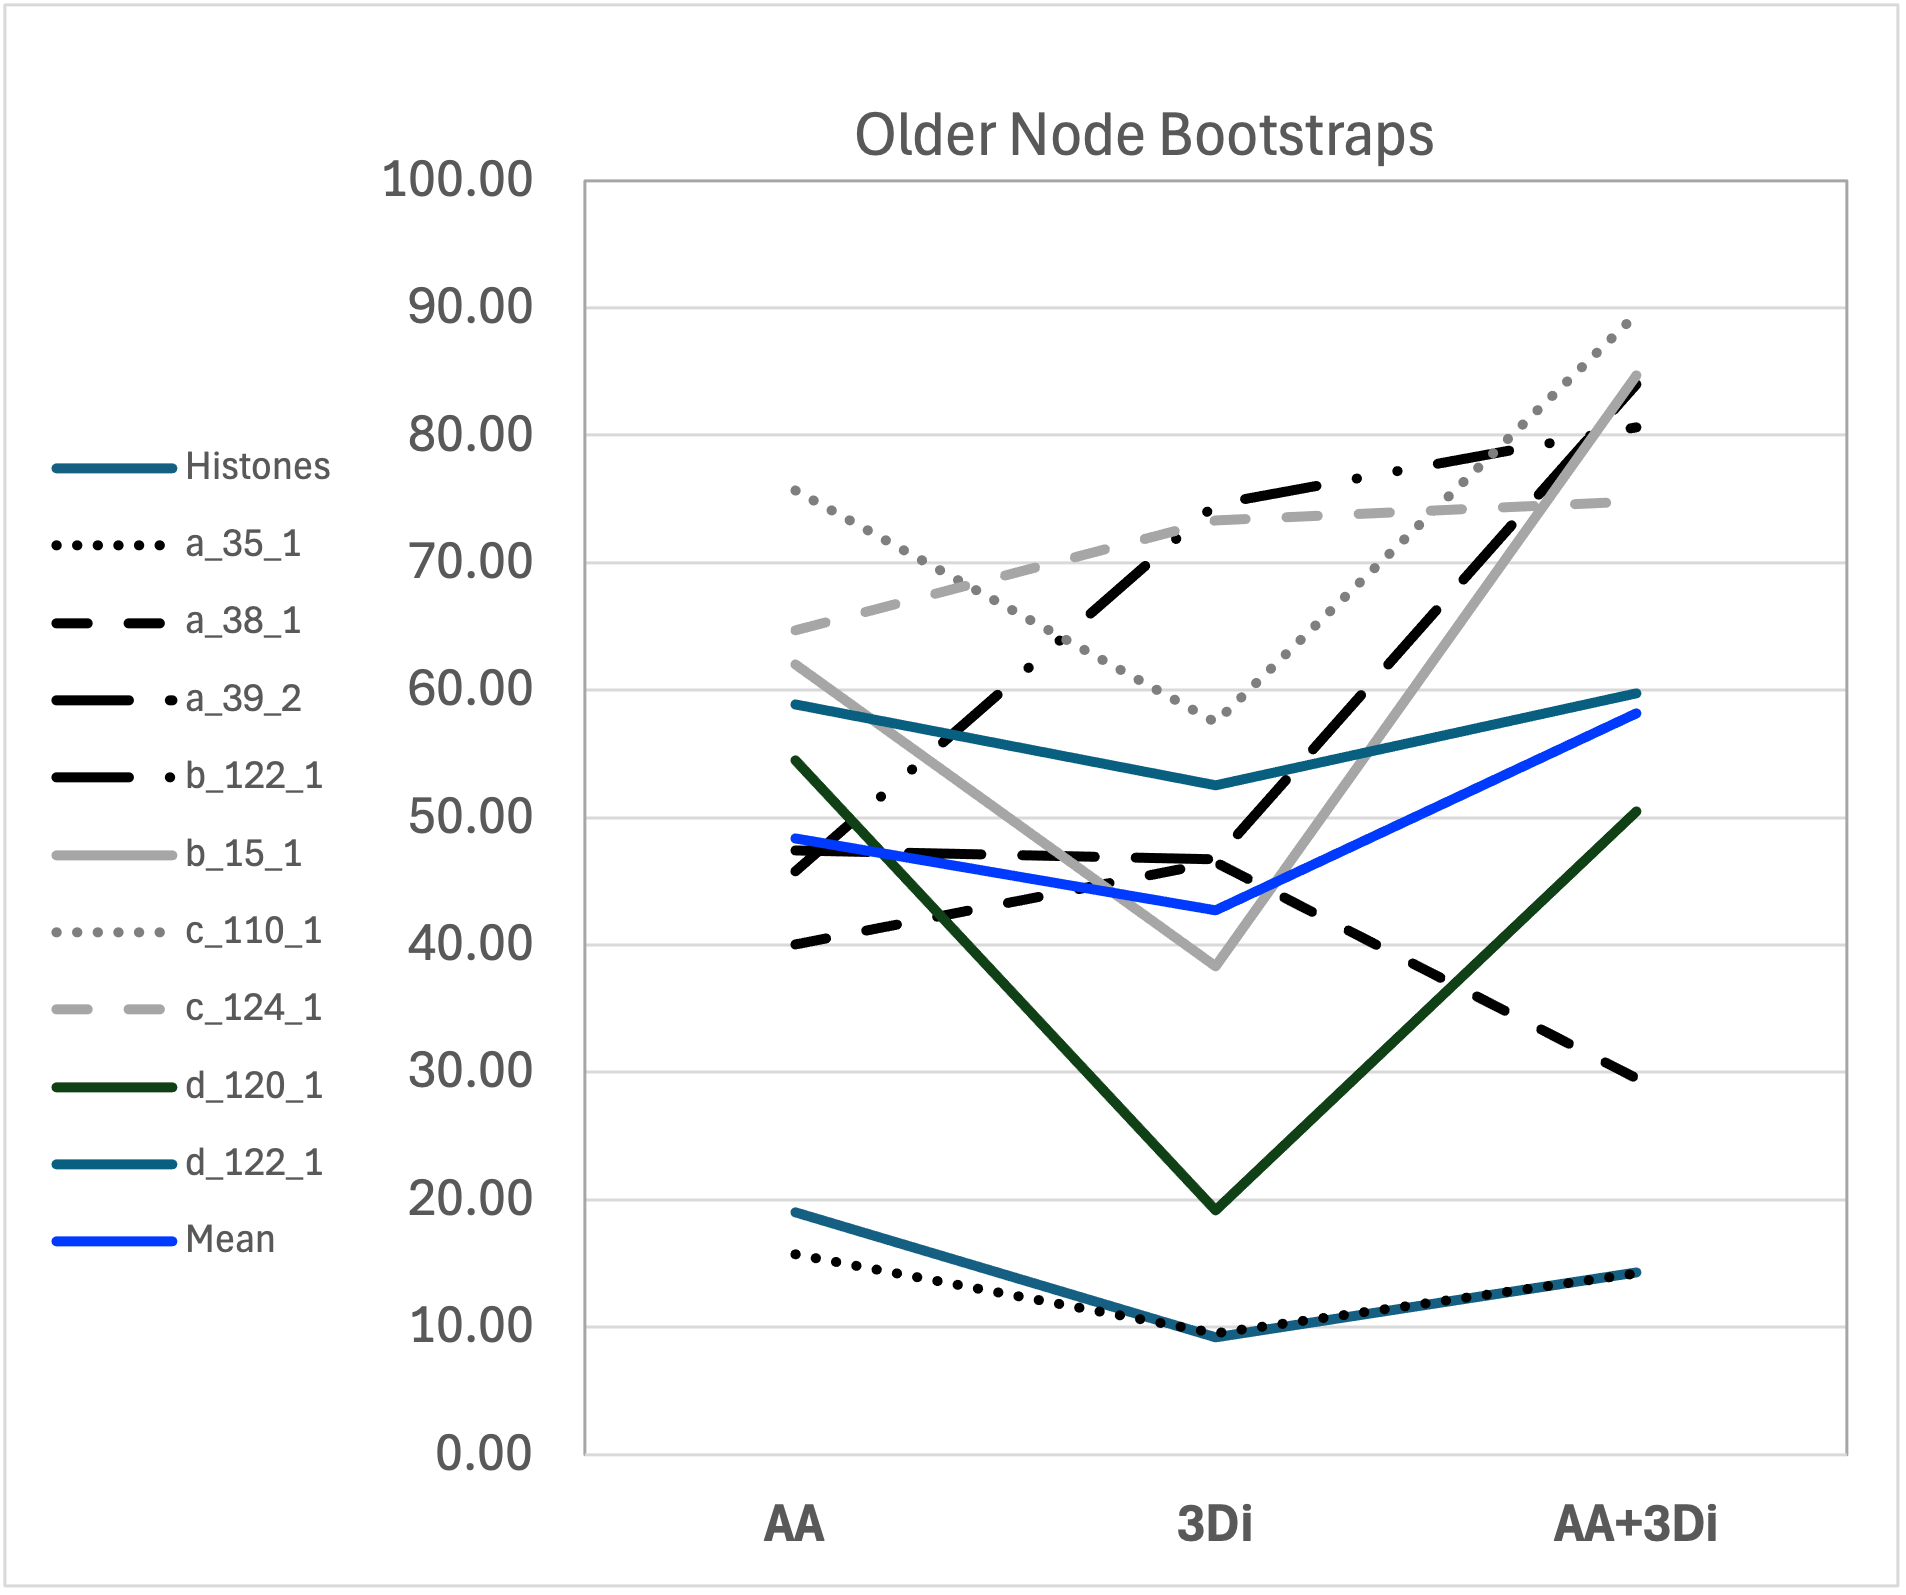 Older Node Bootstraps
100.00
90.00
80.00
70.00
60.00
50.00
40.00
30.00
20.00
10.00
0.00
Histones
a_35_1
a_38_1
a_39_2
b_122_1
b_15_1
c_110_1
c_124_1
d_120_1
d_122_1
Mean
AA 3Di AA+3Di